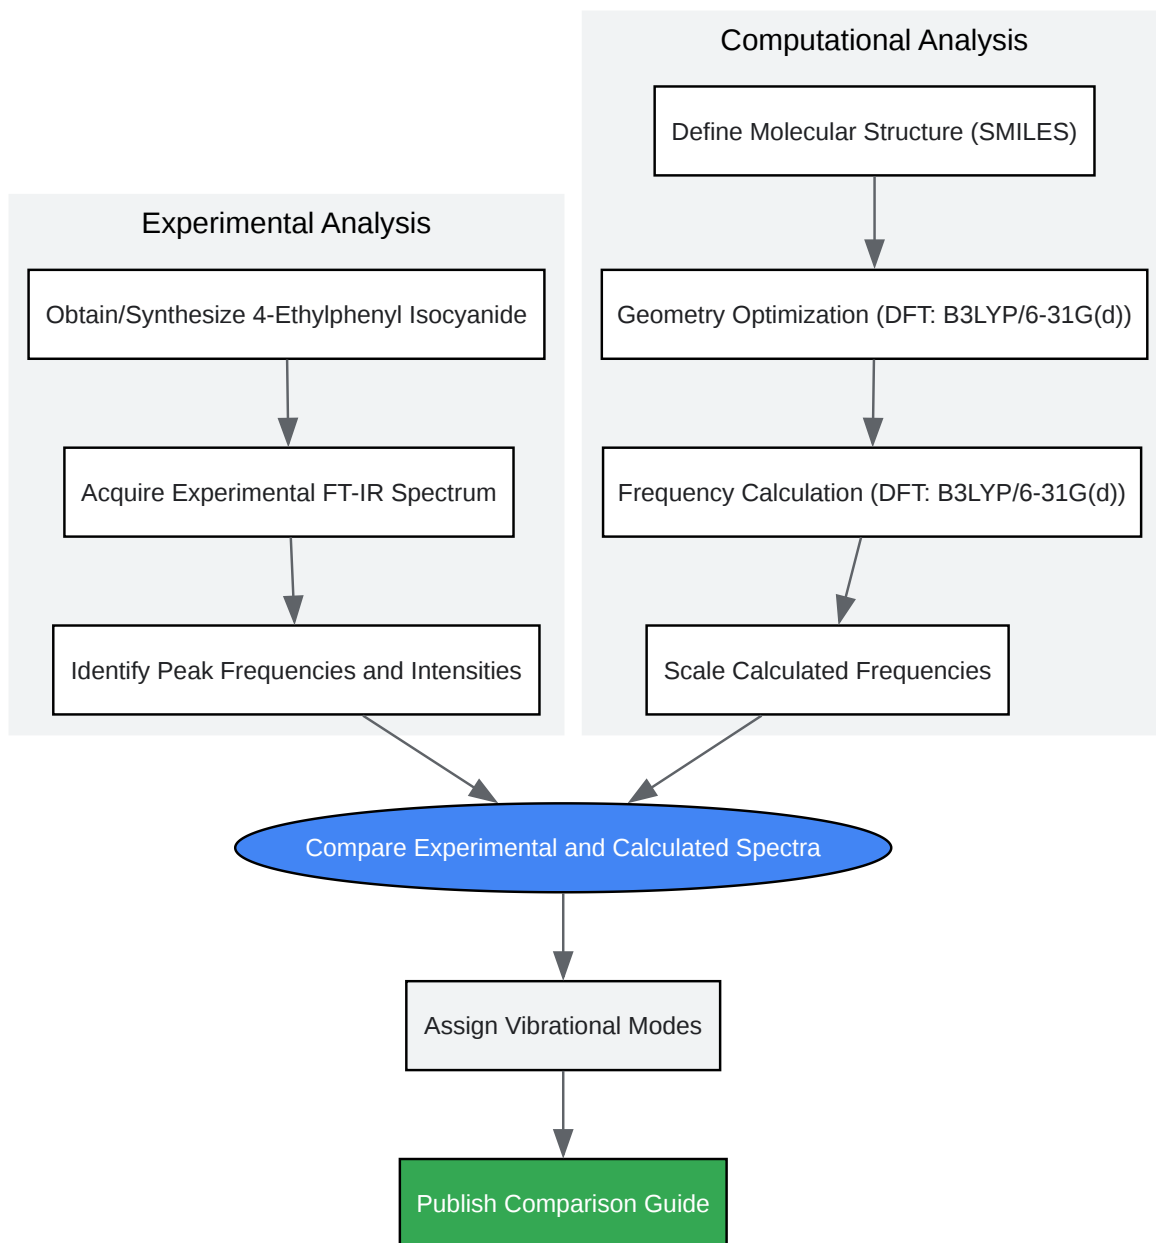 Computational Analysis
Define Molecular Structure (SMILES)
Geometry Optimization (DFT: B3LYP/6-31G(d))
Frequency Calculation (DFT: B3LYP/6-31G(d))
Scale Calculated Frequencies
Experimental Analysis
Obtain/Synthesize 4-Ethylphenyl Isocyanide
Acquire Experimental FT-IR Spectrum
Identify Peak Frequencies and Intensities
Compare Experimental and Calculated Spectra
Assign Vibrational Modes
Publish Comparison Guide